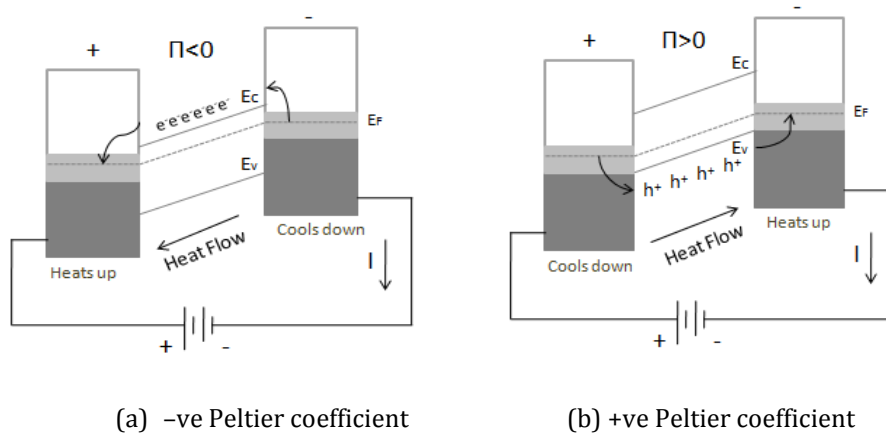 -
+
Π<0
Ec
e⁻e⁻e⁻e⁻e⁻e⁻
EF
Ev
Heat Flow
Cools down
Heats up
I
+
-
(a) –ve Peltier coefficient
-
+
Π>0
Ec
EF
Ev
h⁺ h⁺ h⁺ h⁺
Heat Flow
Heats up
Cools down
I
+
-
(b) +ve Peltier coefficient